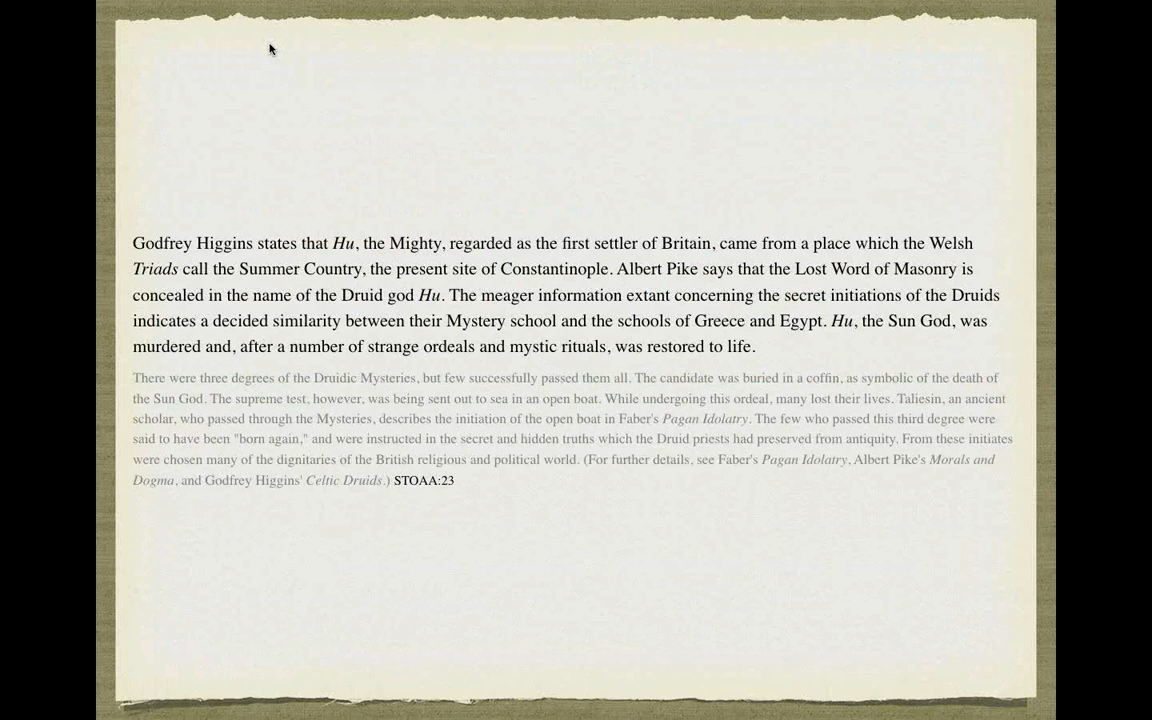 Godfrey Higgins states that Hu, the Mighty, regarded as the first settler of Britain, came from a place which the Welsh
Triads call the Summer Country, the present site of Constantinople. Albert Pike says that the Lost Word of Masonry is
concealed in the name of the Druid god Hu. The meager information extant concerning the secret initiations of the Druids
indicates a decided similarity between their Mystery school and the schools of Greece and Egypt. Hu, the Sun God, was
murdered and, after a number of strange ordeals and mystic rituals, was restored to life.
There were three degrees of the Druidic Mysteries, but few successfully passed them all. The candidate was buried in a coffin, as symbolic of the death of
the Sun God. The supreme test, however, was being sent out to sea in an open boat. While undergoing this ordeal, many lost their lives. Taliesin, an ancient
scholar, who passed through the Mysteries, describes the initiation of the open boat in Faber's Pagan Idolatry. The few who passed this third degree were
said to have been "born again," and were instructed in the secret and hidden truths which the Druid priests had preserved from antiquity. From these initiates
were chosen many of the dignitaries of the British religious and political world. (For further details, see Faber's Pagan Idolatry, Albert Pike's Morals and
Dogma, and Godfrey Higgins' Celtic Druids.) STOAA:23